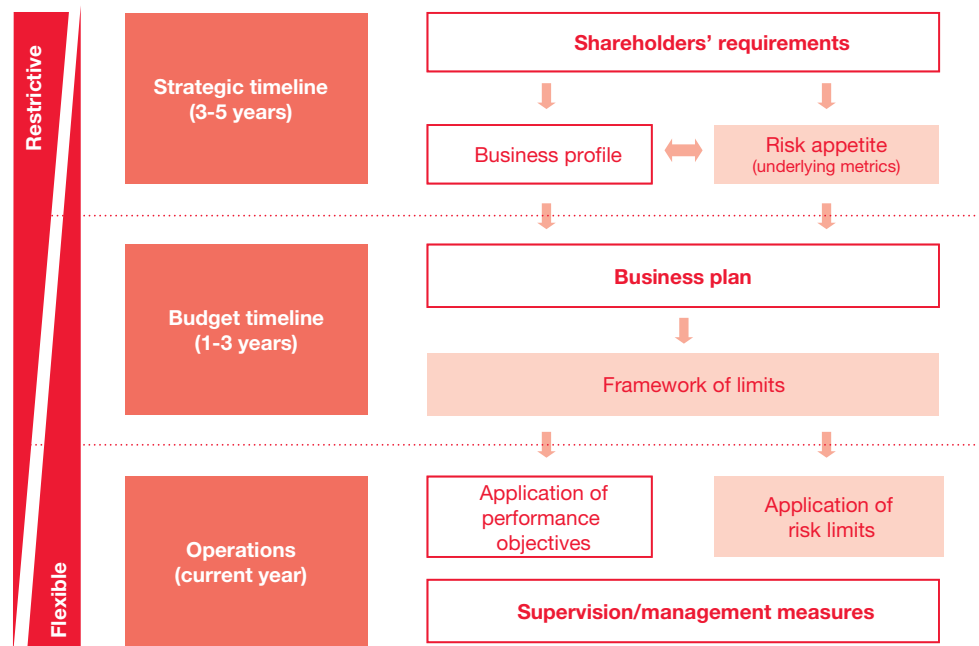 Restrictive
Flexible
Strategic timeline
(3-5 years)
Shareholders’ requirements
Business profile
Risk appetite
(underlying metrics)
Budget timeline
(1-3 years)
Business plan
Framework of limits
Operations
(current year)
Application of
performance
objectives
Application of
risk limits
Supervision/management measures